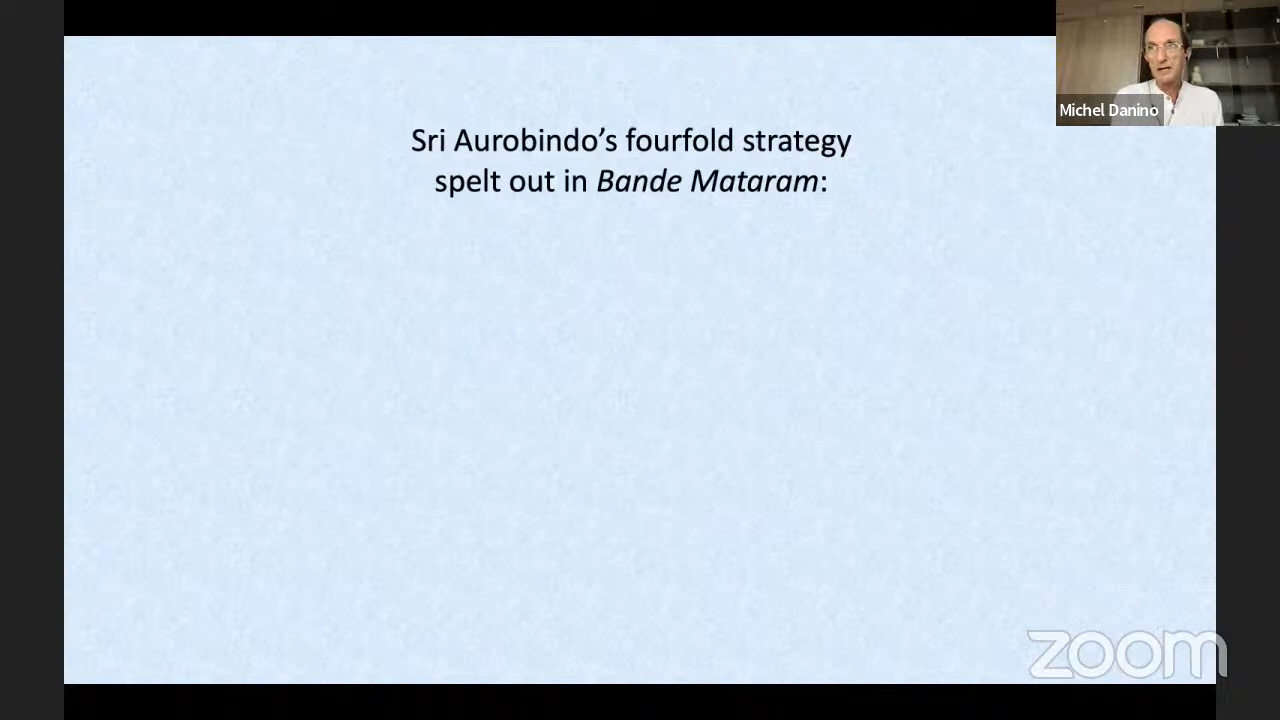 Michel Danino
Sri Aurobindo’s fourfold strategy
spelt out in Bande Mataram:
zoom